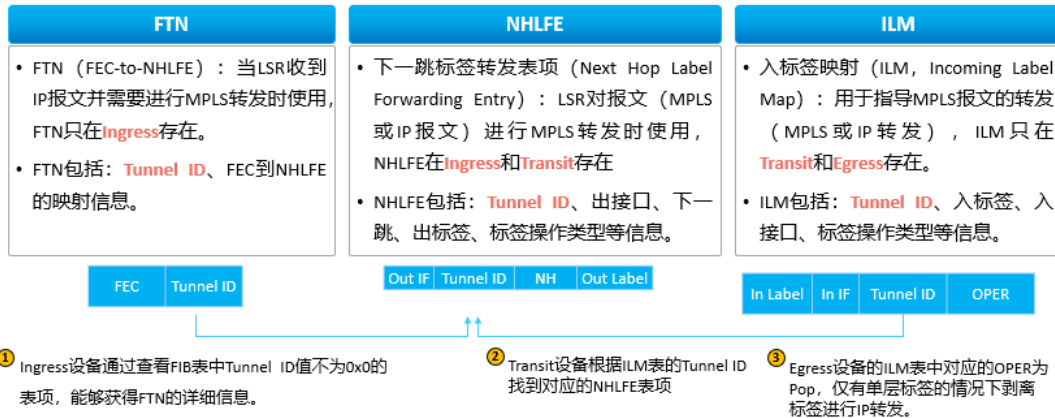 FTN
• FTN（FEC-to-NHLFE）：当LSR收到
IP报文并需要进行MPLS转发时使用，
FTN只在Ingress存在。
• FTN包括：Tunnel ID、FEC到NHLFE
的映射信息。
NHLFE
• 下一跳标签转发表项（Next Hop Label
Forwarding Entry）：LSR对报文（MPLS
或IP报文）进行MPLS转发时使用，
NHLFE在Ingress和Transit存在
• NHLFE包括：Tunnel ID、出接口、下一
跳、出标签、标签操作类型等信息。
ILM
• 入标签映射（ILM，Incoming Label
Map）：用于指导MPLS报文的转发
（MPLS或IP转发），ILM只在
Transit和Egress存在。
• ILM包括：Tunnel ID、入标签、入
接口、标签操作类型等信息。
FEC Tunnel ID
Out IF Tunnel ID NH Out Label
In Label In IF Tunnel ID OPER
1 Ingress设备通过查看FIB表中Tunnel ID值不为0x0的
表项，能够获得FTN的详细信息。
2 Transit设备根据ILM表的Tunnel ID
找到对应的NHLFE表项
3 Egress设备的ILM表中对应的OPER为
Pop，仅有单层标签的情况下剥离
标签进行IP转发。